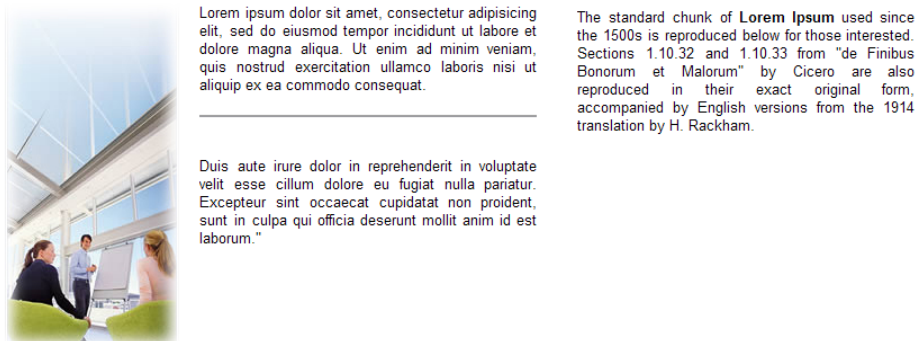 Lorem ipsum dolor sit amet, consectetur adipisicing
elit, sed do eiusmod tempor incididunt ut labore et
dolore magna aliqua. Ut enim ad minim veniam,
quis nostrud exercitation ullamco laboris nisi ut
aliquip ex ea commodo consequat.
Duis aute irure dolor in reprehenderit in voluptate
velit esse cillum dolore eu fugiat nulla pariatur.
Excepteur sint occaecat cupidatat non proident,
sunt in culpa qui officia deserunt mollit anim id est
laborum."
The standard chunk of Lorem Ipsum used since
the 1500s is reproduced below for those interested.
Sections 1.10.32 and 1.10.33 from "de Finibus
Bonorum et Malorum" by Cicero are also
reproduced in their exact original form,
accompanied by English versions from the 1914
translation by H. Rackham.